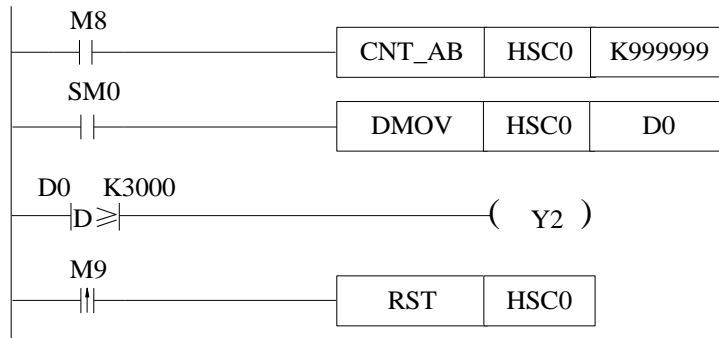 M8
CNT_AB HSC0 K999999
SM0
DMOV HSC0 D0
D0 K3000
D≥ ( Y2 )
M9
RST HSC0